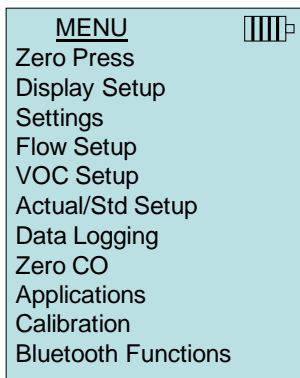 MENU
Zero Press
Display Setup
Settings
Flow Setup
VOC Setup
Actual/Std Setup
Data Logging
Zero CO
Applications
Calibration
Bluetooth Functions